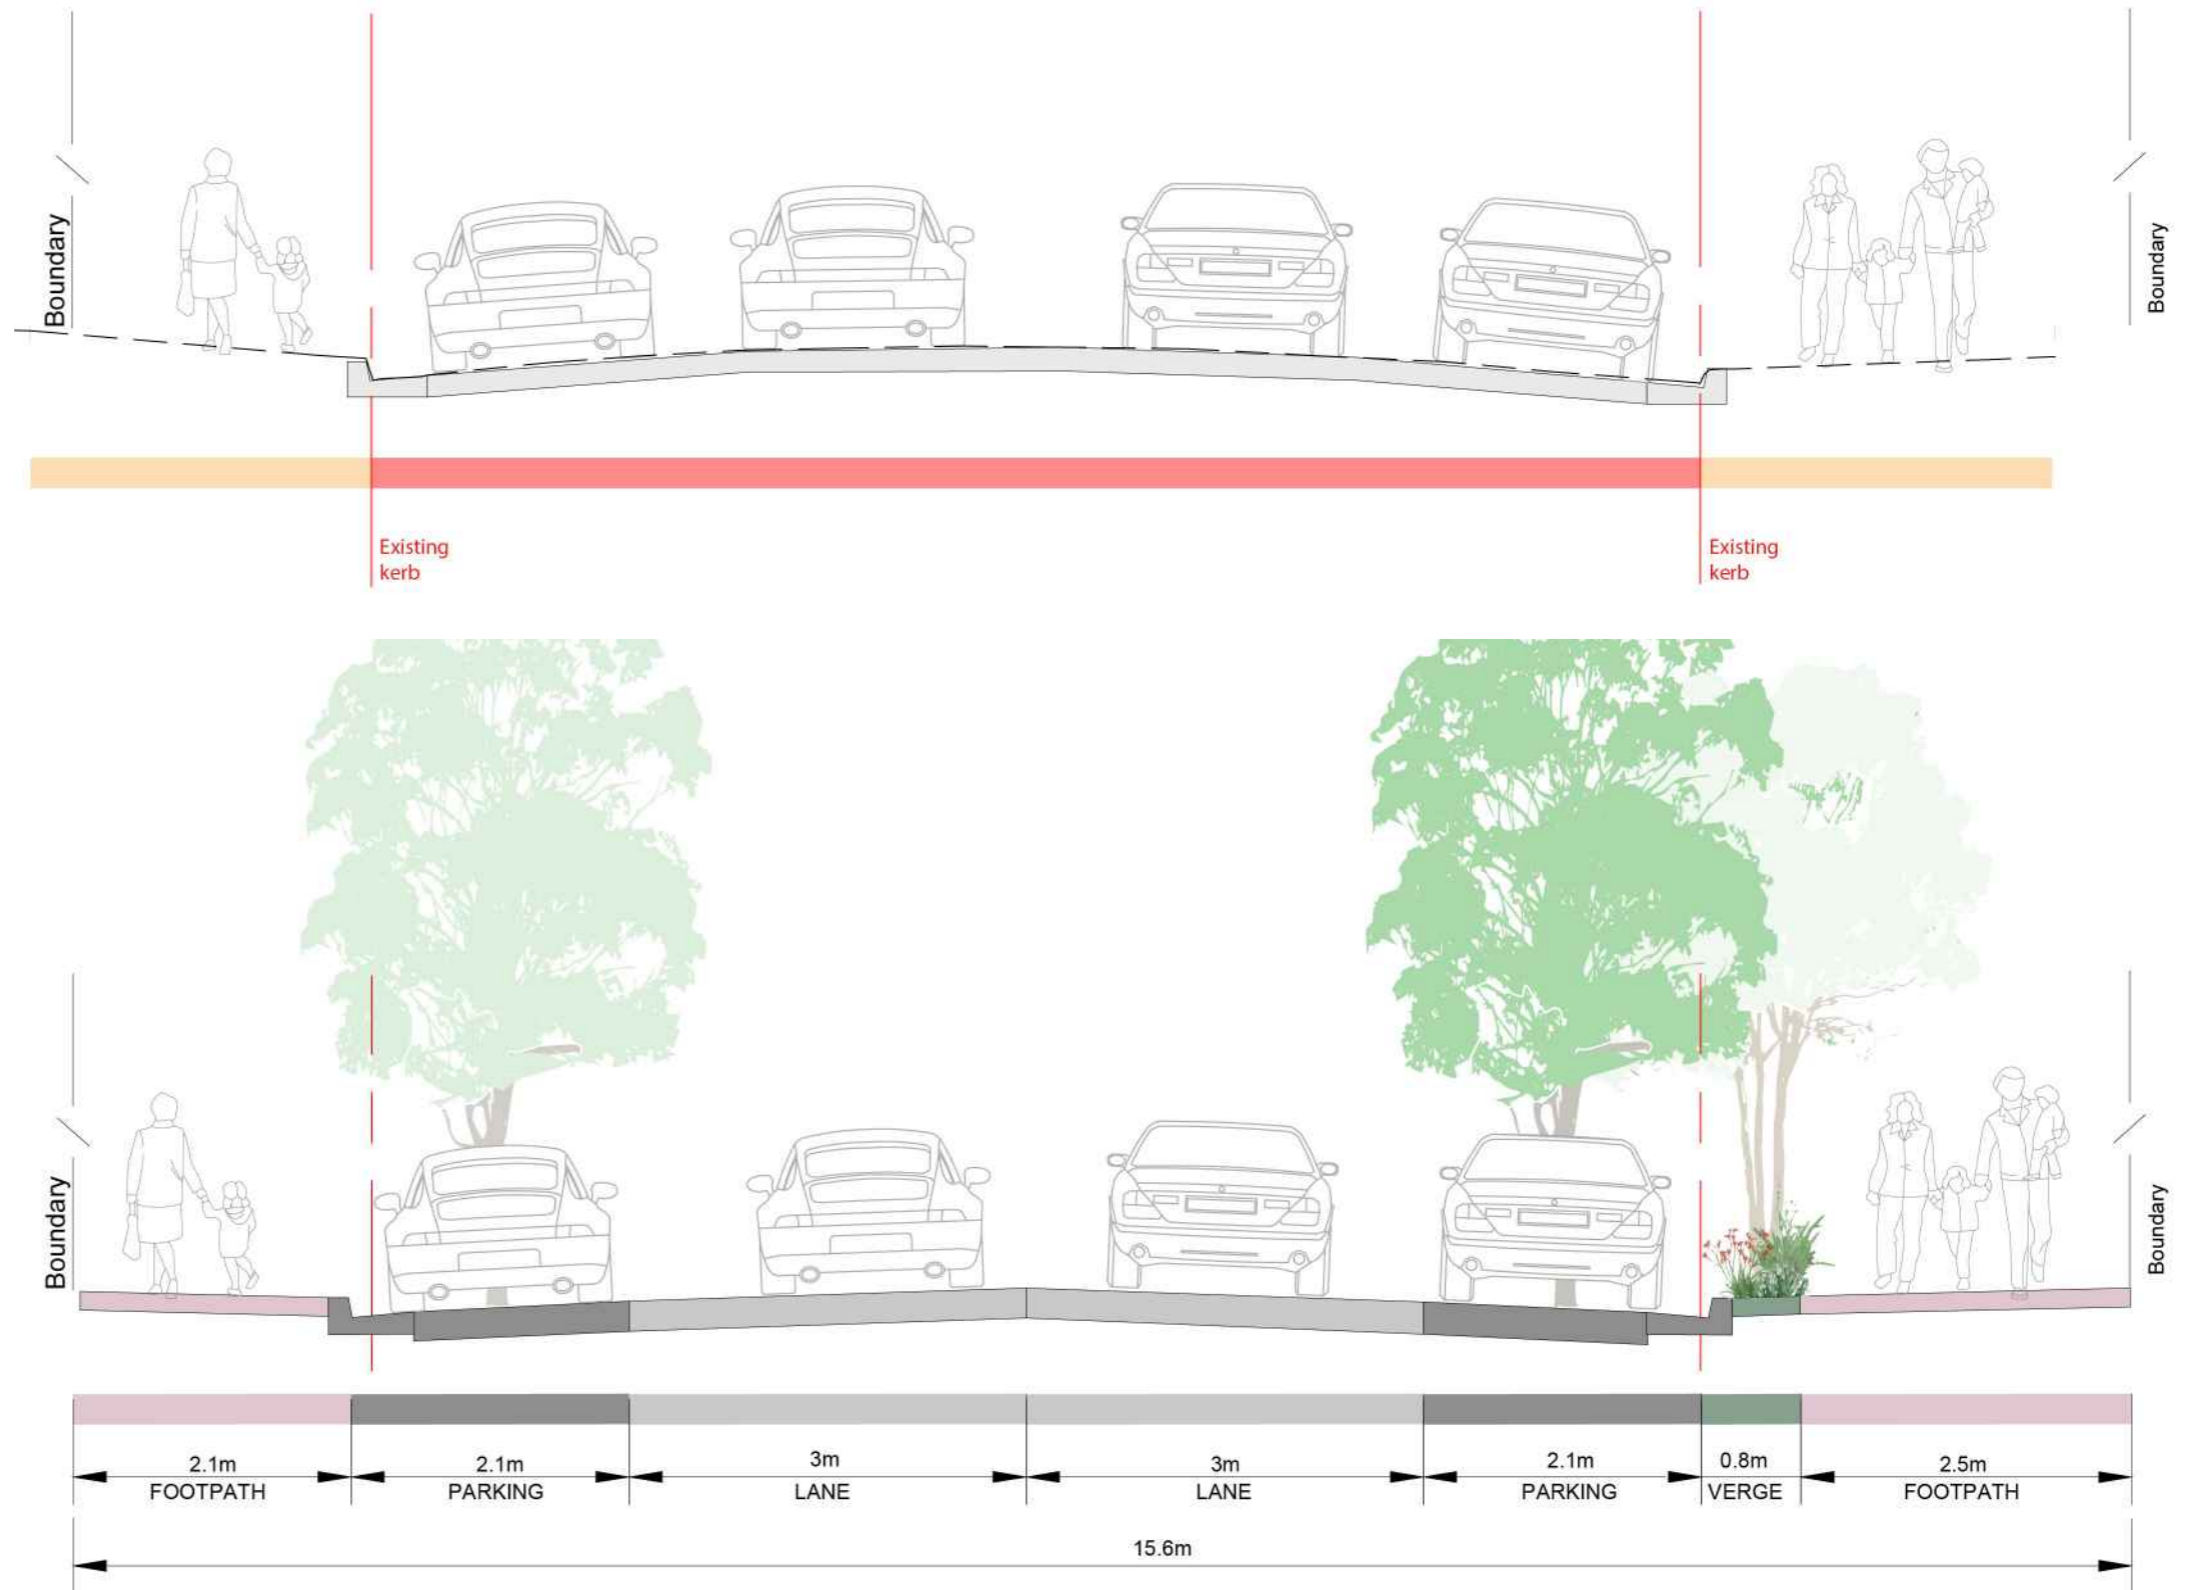 Boundary
Boundary
Existing
kerb
Existing
kerb
Boundary
Boundary
2.1m
FOOTPATH
2.1m
PARKING
3m
LANE
3m
LANE
2.1m
PARKING
0.8m
VERGE
2.5m
FOOTPATH
15.6m